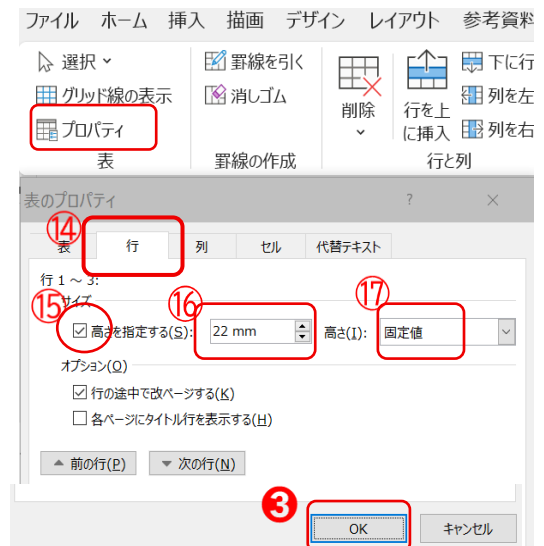 ファイル ホーム 挿入 描画 デザイン レイアウト 参考資料
選択
グリッド線の表示
プロパティ
表
罫線を引く
消しゴム
罫線の作成
削除
行を上
に挿入
下に行
列を左
列を右
行と列
表のプロパティ ? ×
⑭
表 行 列 セル 代替テキスト
行 1 ~ 3:
サイズ
⑮ ⑯ ⑰
高さを指定する(S): 22 mm 高さ(I): 固定値
オプション(O)
行の途中で改ページする(K)
各ページにタイトル行を表示する(H)
前の行(P) 次の行(N)
❸
OK キャンセル